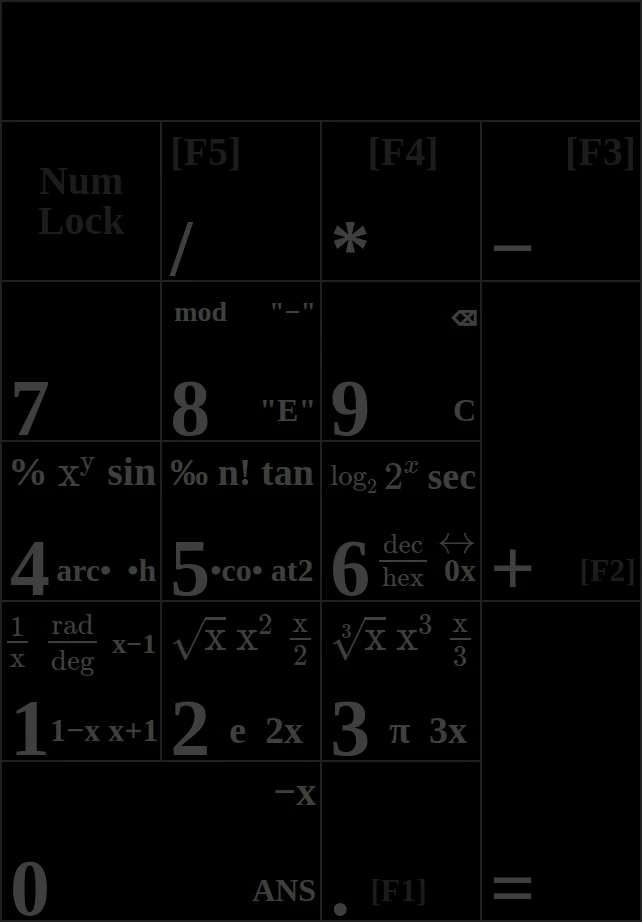 Num Lock
[F5]
/
[F4]
*
[F3]
−
7
mod "−"
8 "E"
⌫
9 C
% xʸ sin
4 arc• •h
‰ n! tan
5 •co• at2
log₂ 2ˣ sec
6 dec/hex ↔ 0x
+ [F2]
1/x rad/deg x−1
1 1−x x+1
√x x² x/2
2 e 2x
∛x x³ x/3
3 π 3x
−x
0 ANS
. [F1]
=